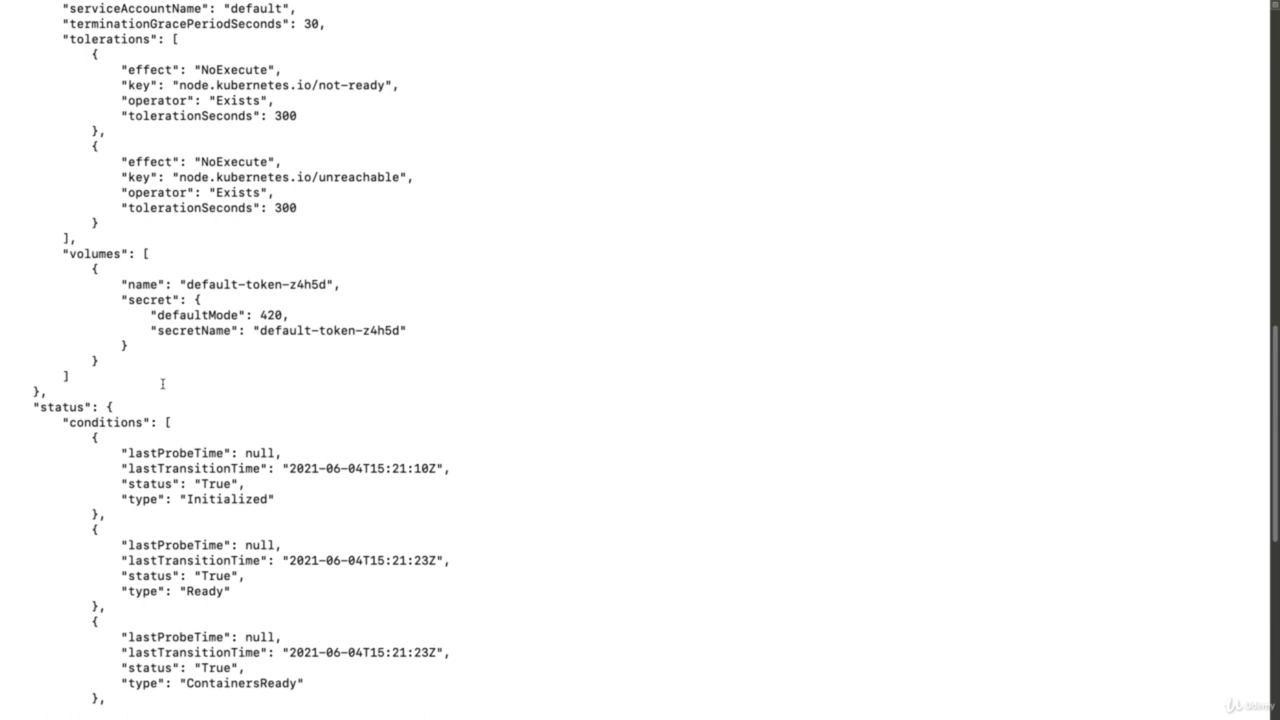 "serviceAccountName": "default",
"terminationGracePeriodSeconds": 30,
"tolerations": [
{
"effect": "NoExecute",
"key": "node.kubernetes.io/not-ready",
"operator": "Exists",
"tolerationSeconds": 300
},
{
"effect": "NoExecute",
"key": "node.kubernetes.io/unreachable",
"operator": "Exists",
"tolerationSeconds": 300
}
],
"volumes": [
{
"name": "default-token-z4h5d",
"secret": {
"defaultMode": 420,
"secretName": "default-token-z4h5d"
}
}
]
},
"status": {
"conditions": [
{
"lastProbeTime": null,
"lastTransitionTime": "2021-06-04T15:21:10Z",
"status": "True",
"type": "Initialized"
},
{
"lastProbeTime": null,
"lastTransitionTime": "2021-06-04T15:21:23Z",
"status": "True",
"type": "Ready"
},
{
"lastProbeTime": null,
"lastTransitionTime": "2021-06-04T15:21:23Z",
"status": "True",
"type": "ContainersReady"
},
Udemy